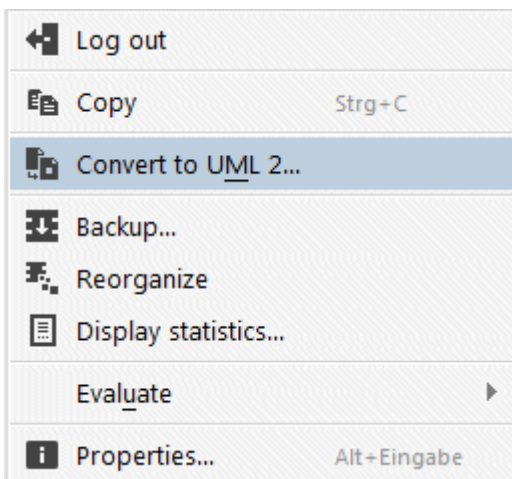 Log out
Copy Strg+C
Convert to UML 2...
Backup...
Reorganize
Display statistics...
Evaluate
Properties... Alt+Eingabe